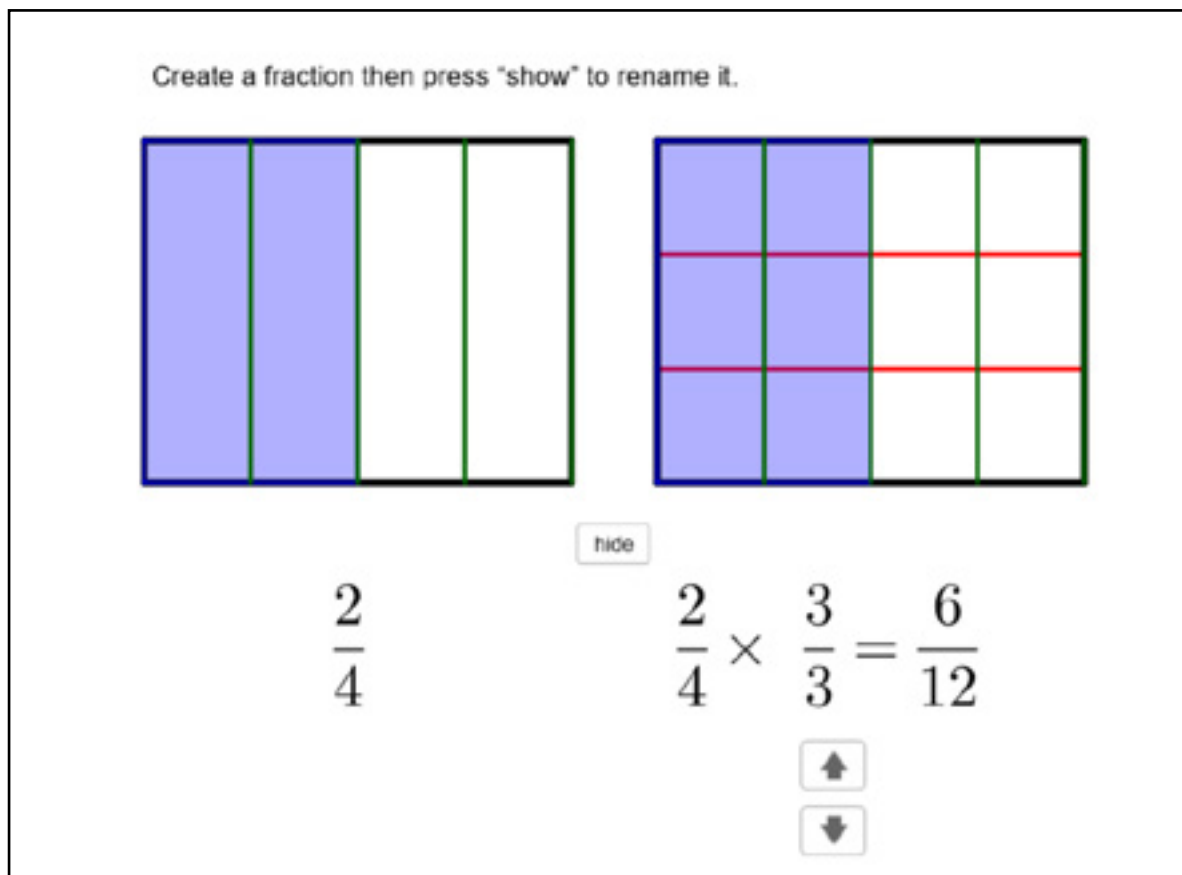 Create a fraction then press “show” to rename it.
hide
2/4
2/4 × 3/3 = 6/12